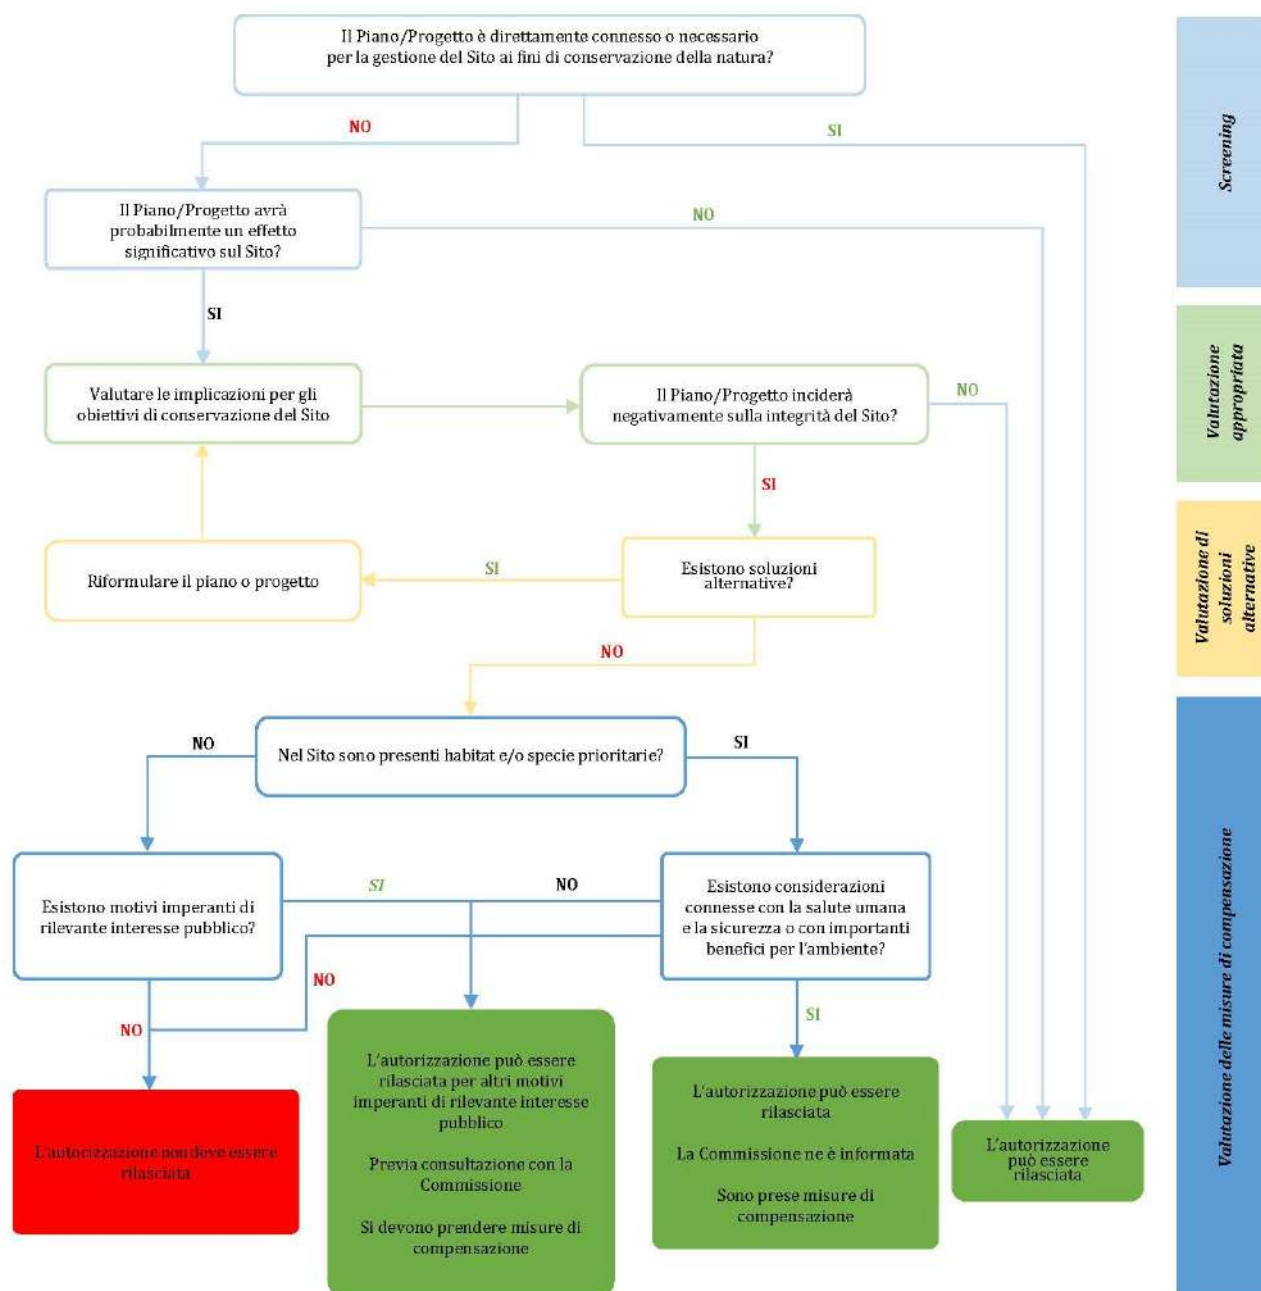 Il Piano/Progetto è direttamente connesso o necessario
per la gestione del Sito ai fini di conservazione della natura?
NO
SI
Il Piano/Progetto avrà
probabilmente un effetto
significativo sul Sito?
NO
SI
Screening
Valutare le implicazioni per gli
obiettivi di conservazione del Sito
Il Piano/Progetto inciderà
negativamente sulla integrità del Sito?
NO
SI
Valutazione
appropriata
Riformulare il piano o progetto
SI
Esistono soluzioni
alternative?
NO
Valutazione di
soluzioni
alternative
Nel Sito sono presenti habitat e/o specie prioritarie?
NO
SI
Esistono motivi imperanti di
rilevante interesse pubblico?
SI
NO
Esistono considerazioni
connesse con la salute umana
e la sicurezza o con importanti
benefici per l'ambiente?
NO
NO
SI
L'autorizzazione non deve essere
rilasciata
L'autorizzazione può essere
rilasciata per altri motivi
imperanti di rilevante interesse
pubblico
Previa consultazione con la
Commissione
Si devono prendere misure di
compensazione
L'autorizzazione può essere
rilasciata
La Commissione ne è informata
Sono prese misure di
compensazione
L'autorizzazione
può essere
rilasciata
Valutazione delle misure di compensazione